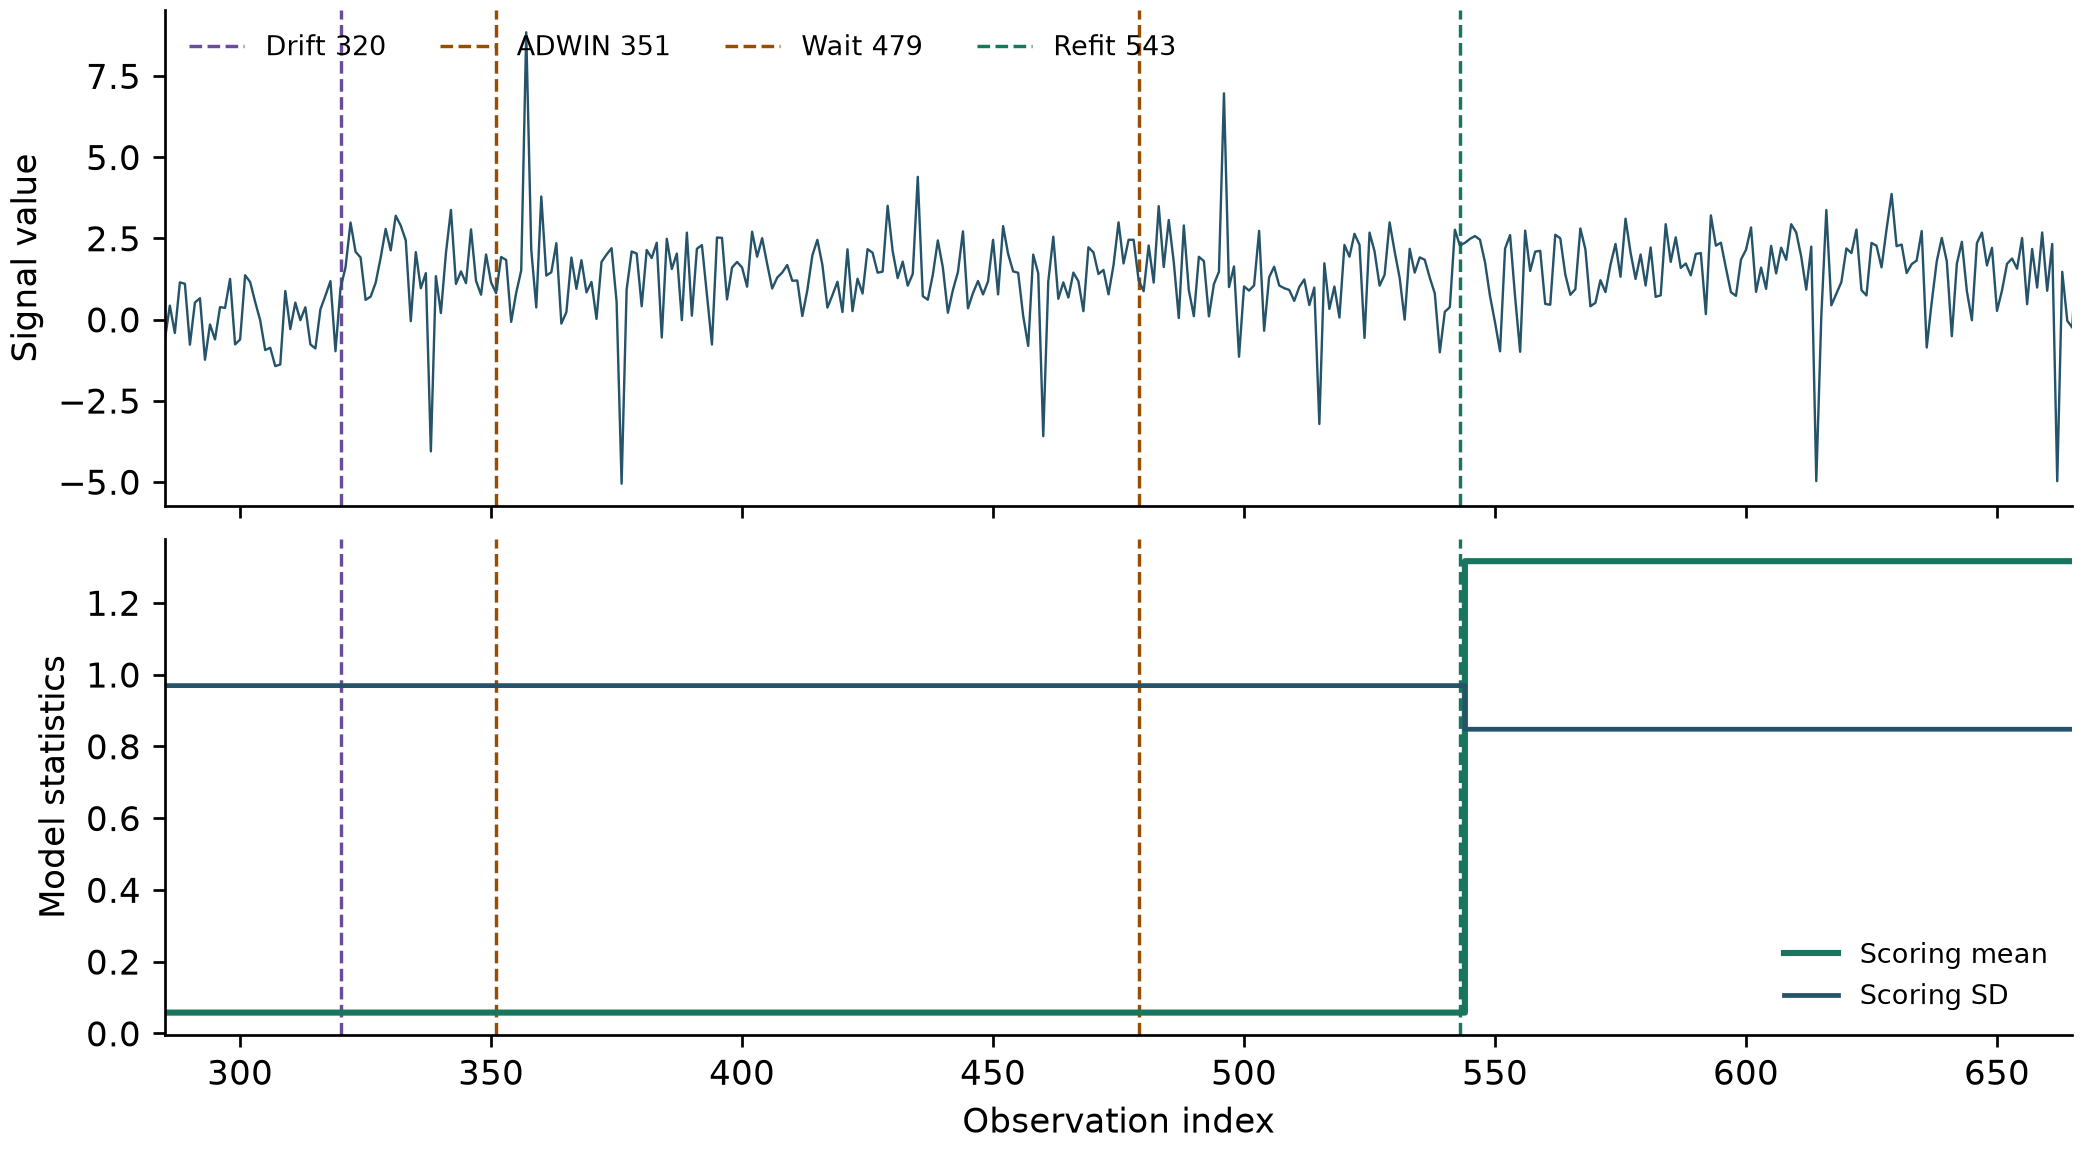 Drift 320 ADWIN 351 Wait 479 Refit 543
7.5
5.0
2.5
0.0
−2.5
−5.0
Signal value
1.2
1.0
0.8
0.6
0.4
0.2
0.0
Model statistics
Scoring mean
Scoring SD
300 350 400 450 500 550 600 650
Observation index